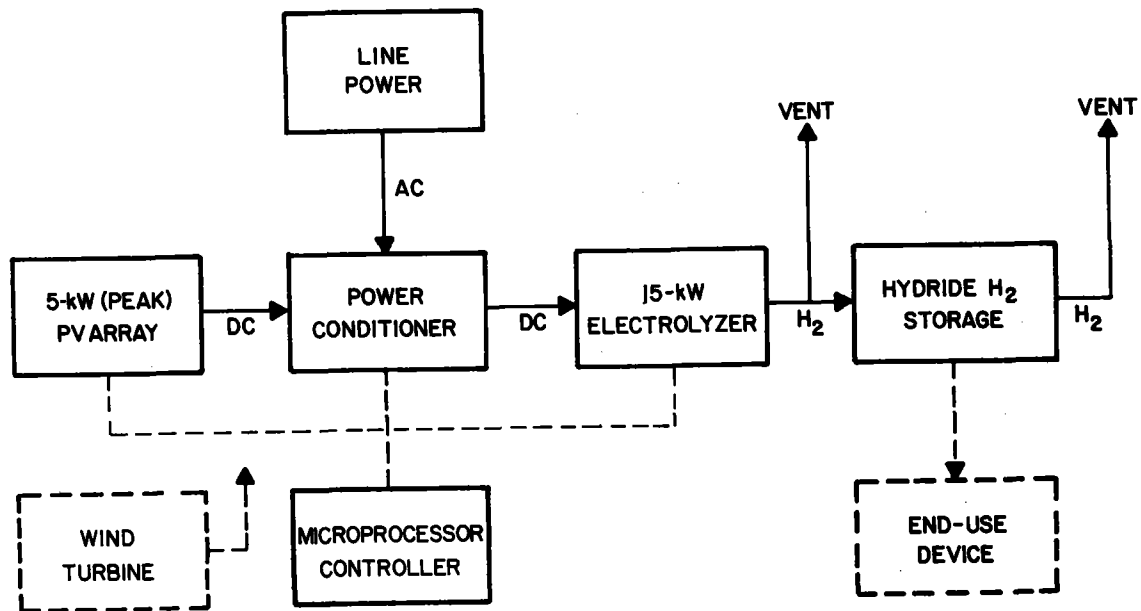 LINE
POWER
AC
VENT
VENT
5-kW (PEAK)
PV ARRAY
DC
POWER
CONDITIONER
DC
15-kW
ELECTROLYZER
H2
HYDRIDE H2
STORAGE
H2
WIND
TURBINE
MICROPROCESSOR
CONTROLLER
END-USE
DEVICE